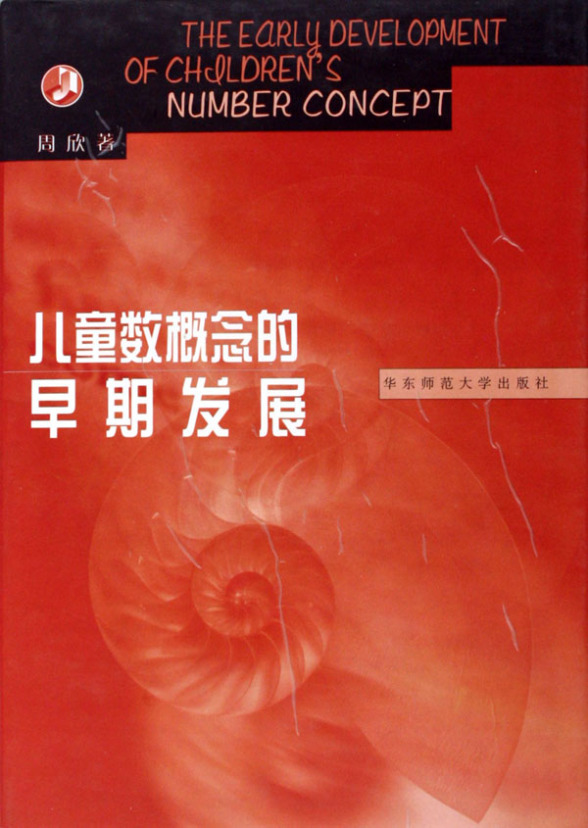 THE EARLY DEVELOPMENT
OF CHILDREN'S
NUMBER CONCEPT
周欣 著
儿童数概念的
早期发展
华东师范大学出版社